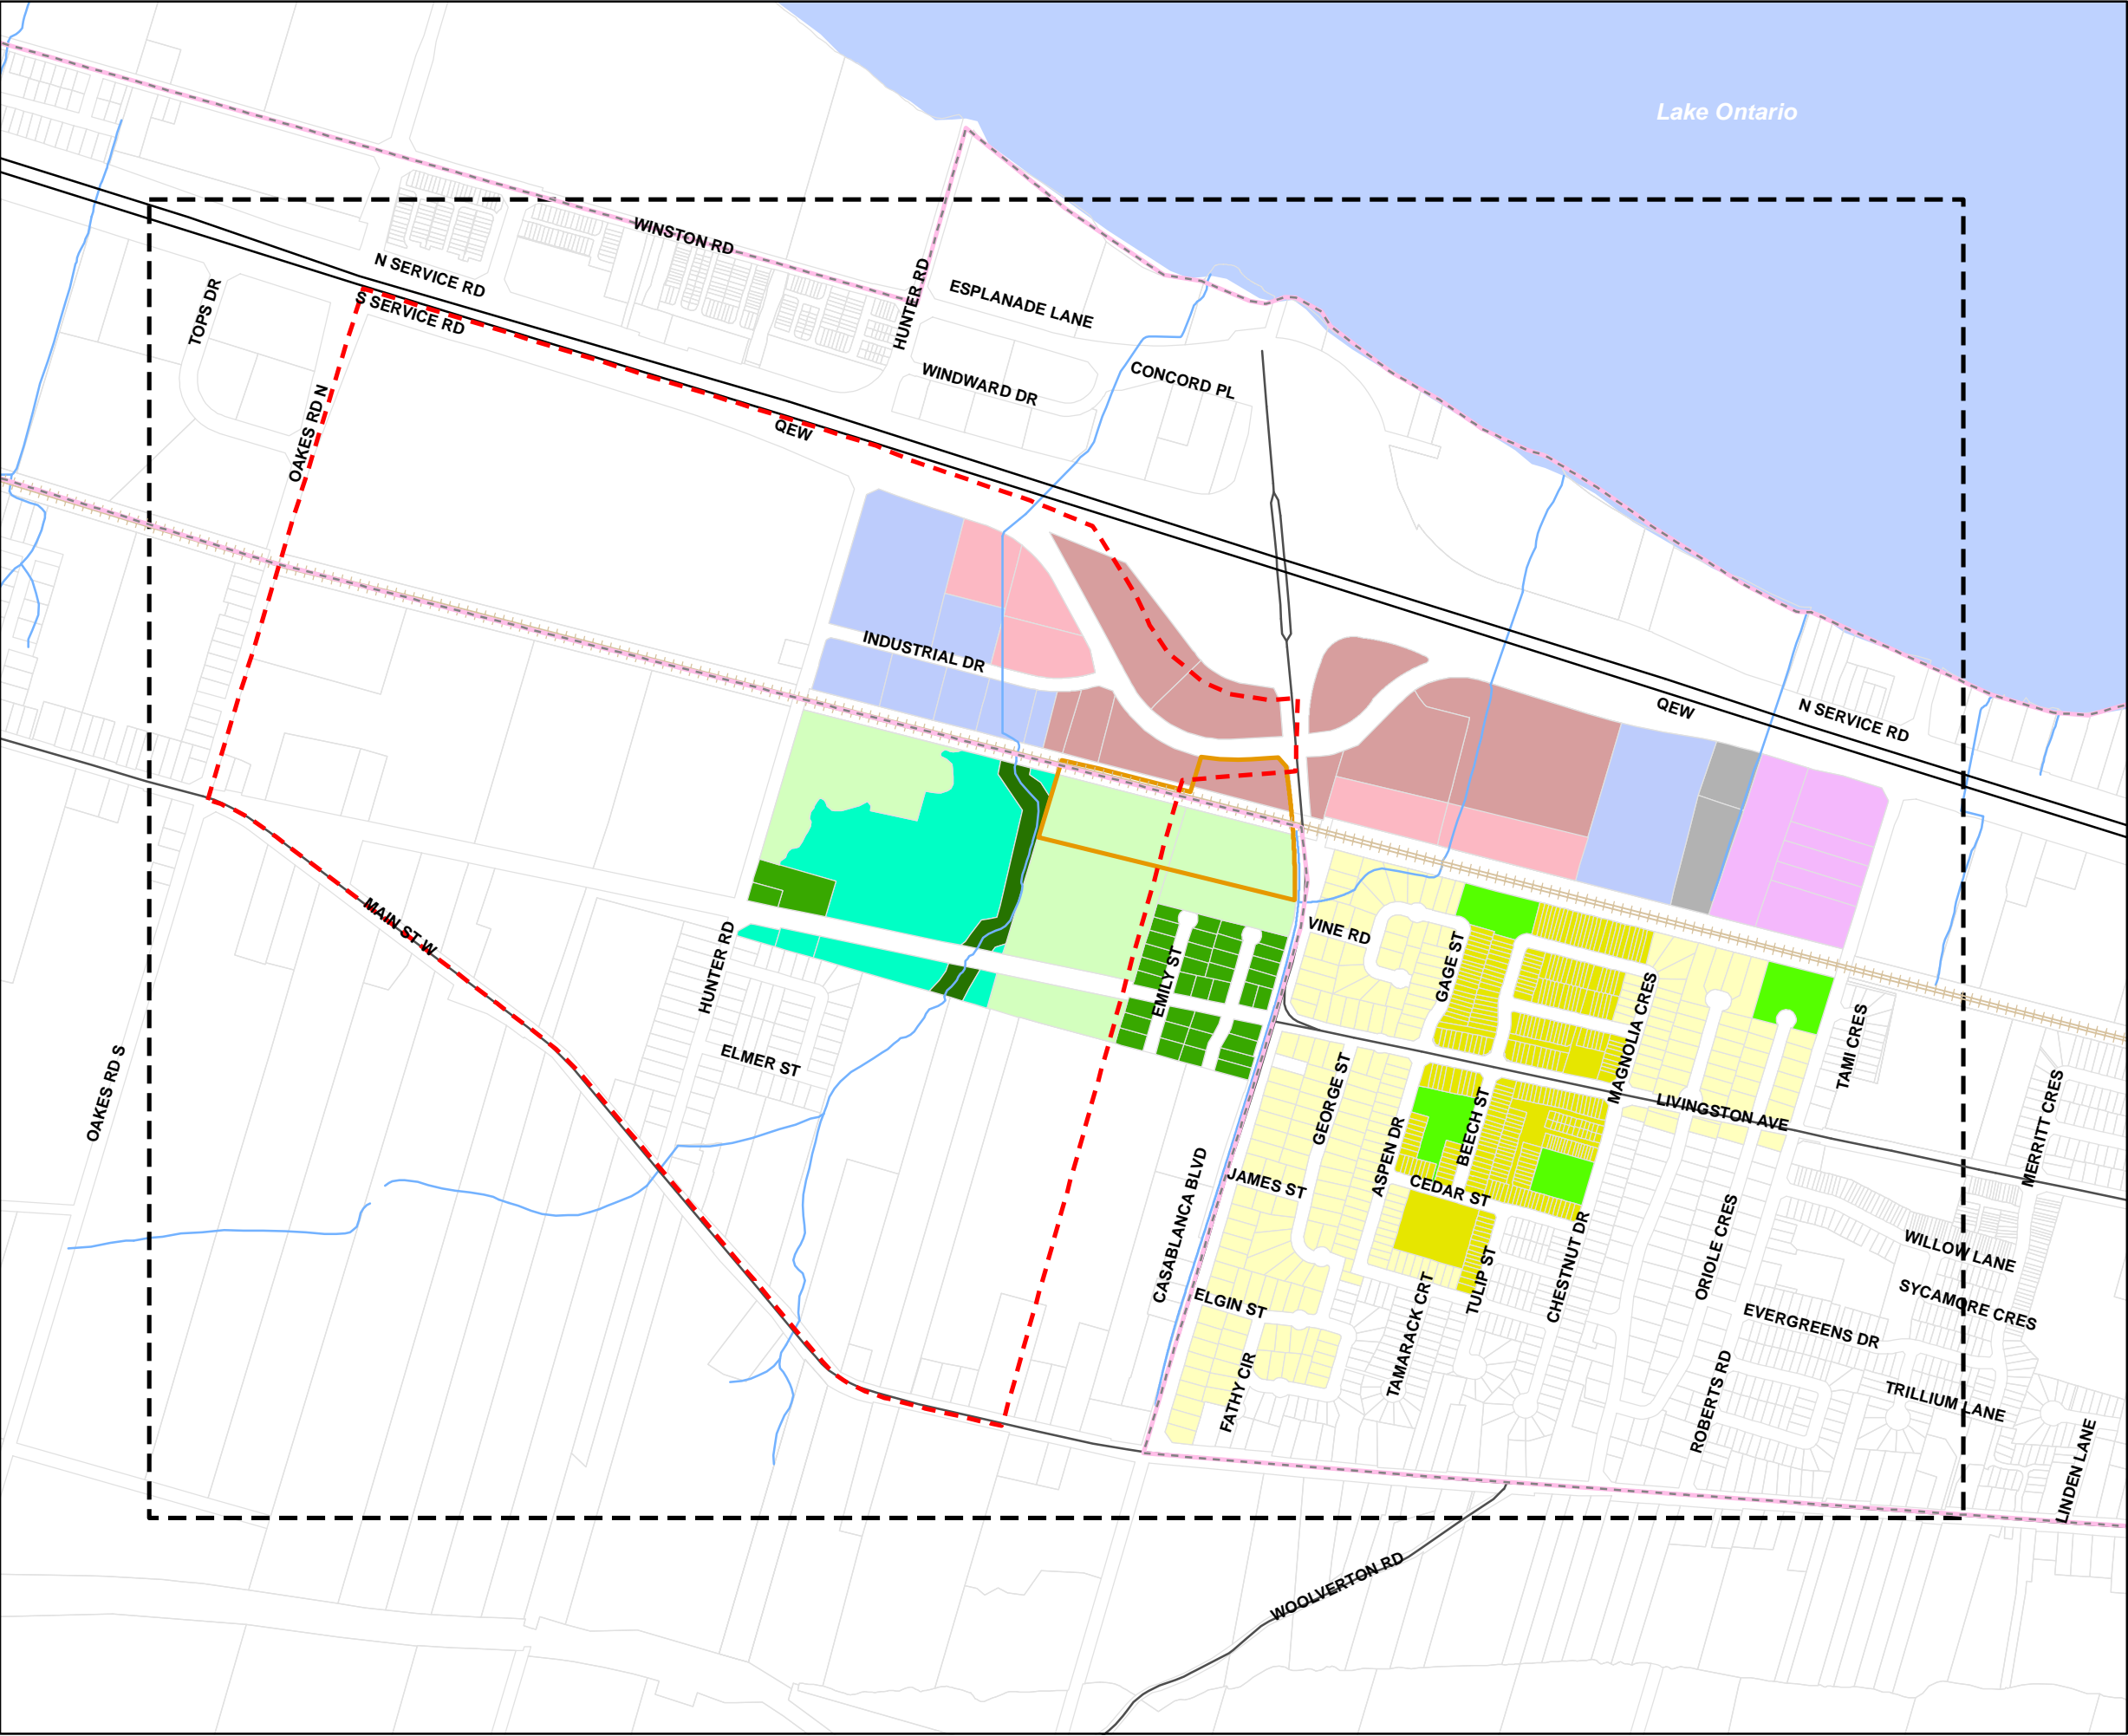 Lake Ontario
WINSTON RD
N SERVICE RD
S SERVICE RD
TOPS DR
HUNTER RD
ESPLANADE LANE
WINDWARD DR
CONCORD PL
OAKES RD N
QEW
INDUSTRIAL DR
QEW
N SERVICE RD
MAIN ST W
HUNTER RD
EMILY ST
VINE RD
GAGE ST
MAGNOLIA CRES
TAMI CRES
OAKES RD S
ELMER ST
GEORGE ST
ASPEN DR
BEECH ST
LIVINGSTON AVE
MERRITT CRES
CASABLANCA BLVD
JAMES ST
CEDAR ST
TULIP ST
CHESTNUT DR
ORIOLE CRES
WILLOW LANE
SYCAMORE CRES
ELGIN ST
EVERGREENS DR
FATHY CIR
TAMARACK CRT
ROBERTS RD
TRILLIUM LANE
LINDEN LANE
WOOLVERTON RD